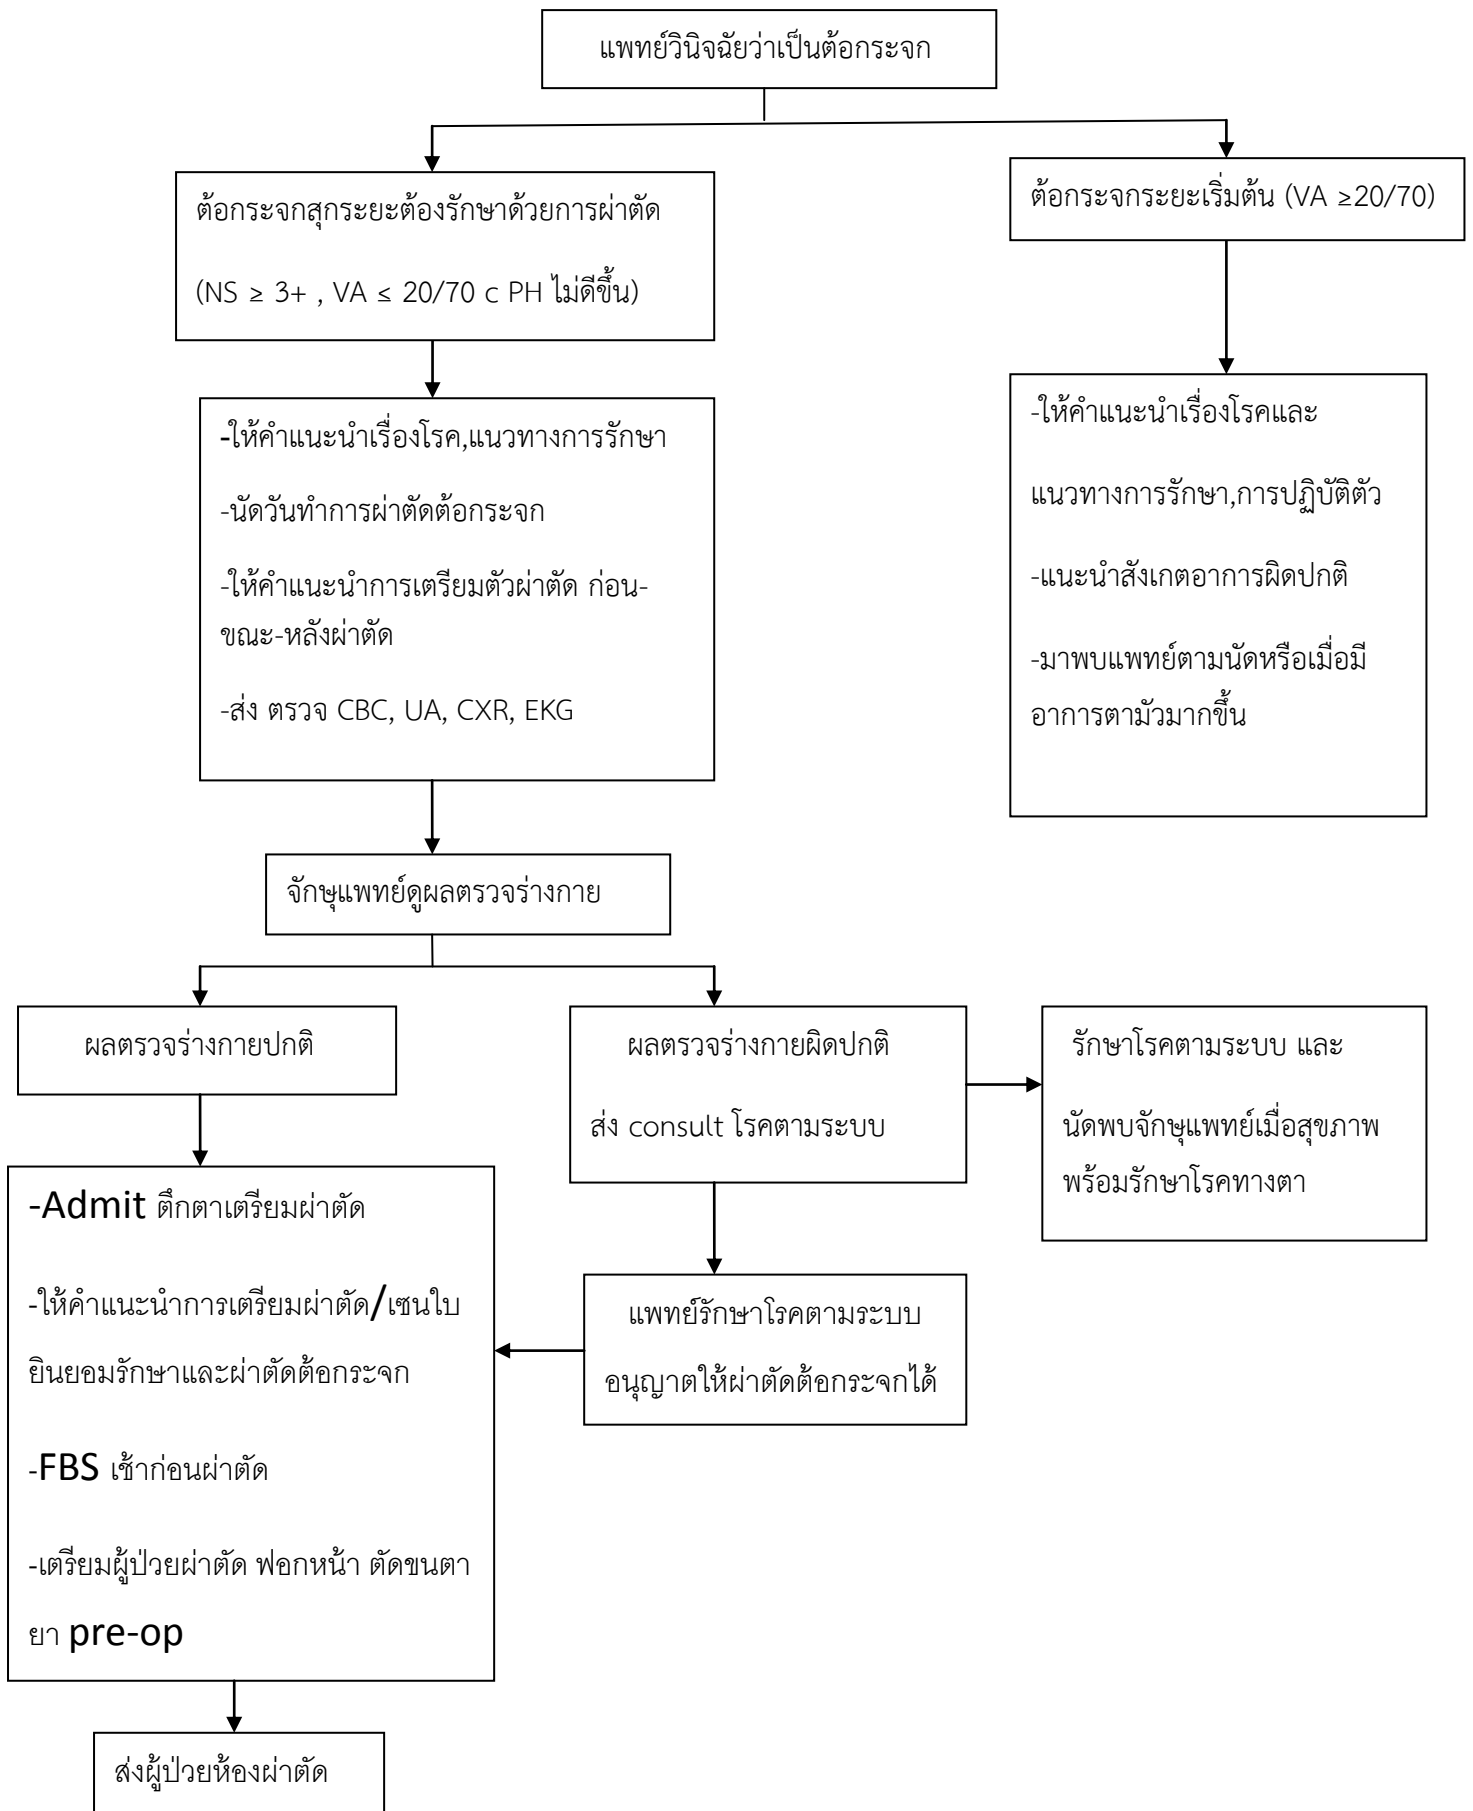 แพทย์วินิจฉัยว่าเป็นต้อกระจก
ต้อกระจกสุกระยะต้องรักษาด้วยการผ่าตัด
(NS ≥ 3+ , VA ≤ 20/70 c PH ไม่ดีขึ้น)
ต้อกระจกระยะเริ่มต้น (VA ≥20/70)
-ให้คำแนะนำเรื่องโรค,แนวทางการรักษา
-นัดวันทำการผ่าตัดต้อกระจก
-ให้คำแนะนำการเตรียมตัวผ่าตัด ก่อน-
ขณะ-หลังผ่าตัด
-ส่ง ตรวจ CBC, UA, CXR, EKG
-ให้คำแนะนำเรื่องโรคและ
แนวทางการรักษา,การปฏิบัติตัว
-แนะนำสังเกตอาการผิดปกติ
-มาพบแพทย์ตามนัดหรือเมื่อมี
อาการตามัวมากขึ้น
จักษุแพทย์ดูผลตรวจร่างกาย
ผลตรวจร่างกายปกติ
ผลตรวจร่างกายผิดปกติ
ส่ง consult โรคตามระบบ
รักษาโรคตามระบบ และ
นัดพบจักษุแพทย์เมื่อสุขภาพ
พร้อมรักษาโรคทางตา
-Admit ตึกตาเตรียมผ่าตัด
-ให้คำแนะนำการเตรียมผ่าตัด/เซนใบ
ยินยอมรักษาและผ่าตัดต้อกระจก
-FBS เช้าก่อนผ่าตัด
-เตรียมผู้ป่วยผ่าตัด ฟอกหน้า ตัดขนตา
ยา pre-op
แพทย์รักษาโรคตามระบบ
อนุญาตให้ผ่าตัดต้อกระจกได้
ส่งผู้ป่วยห้องผ่าตัด